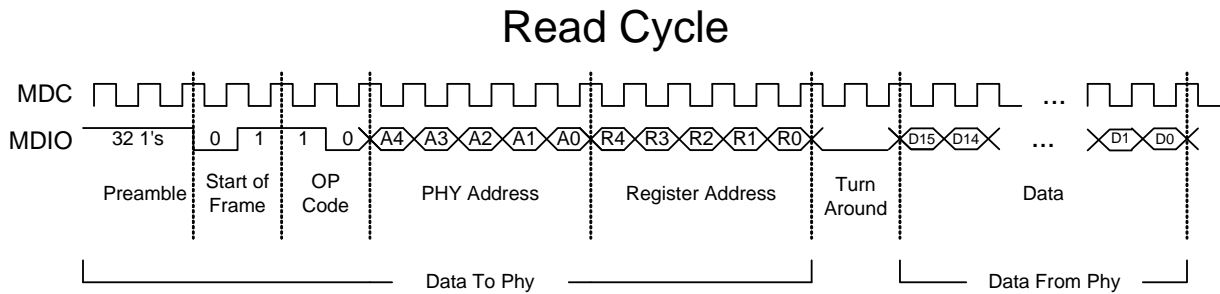 Read Cycle
MDC ...
MDIO 32 1's 0 1 1 0 A4 A3 A2 A1 A0 R4 R3 R2 R1 R0 D15 D14 ... D1 D0
Preamble Start of Frame OP Code PHY Address Register Address Turn Around Data
Data To Phy Data From Phy